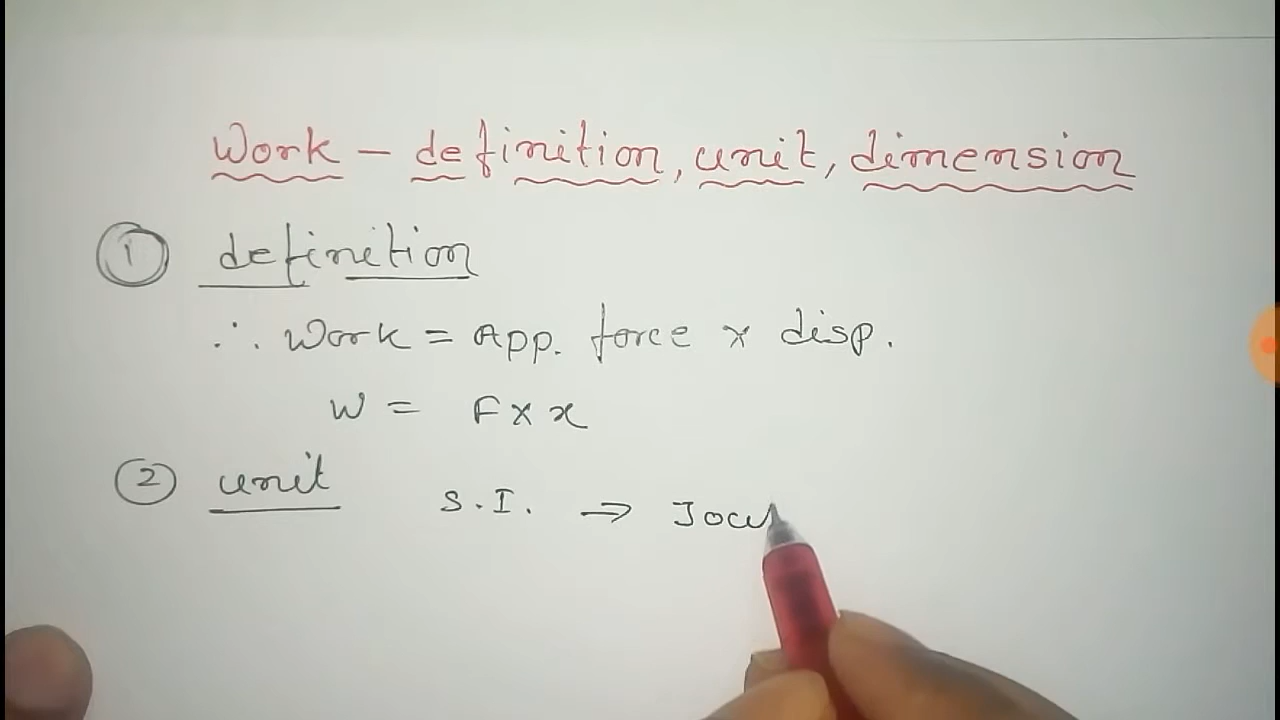 Work - definition, unit, dimension
① definition
∴ Work = App. force x disp.
W = F x x
② unit S.I. ⇒ Jou